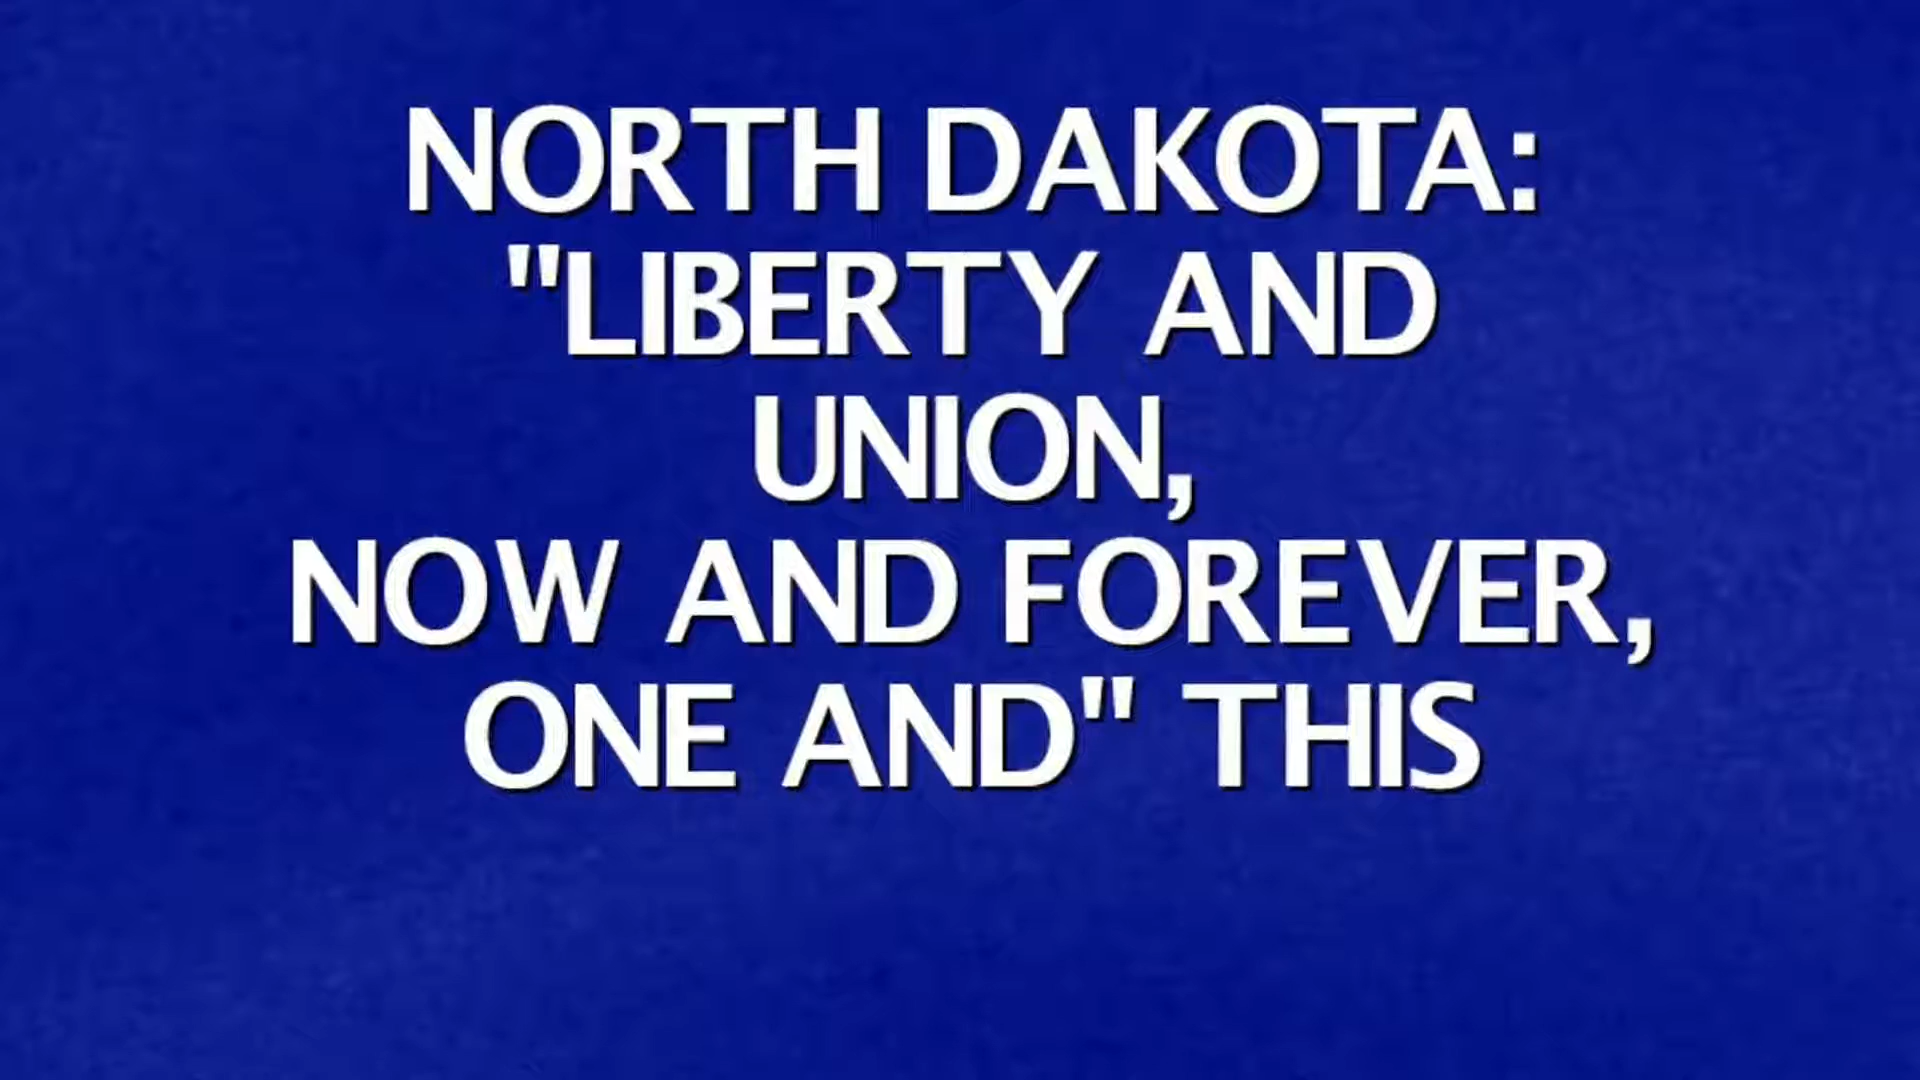 NORTH DAKOTA:
"LIBERTY AND
UNION,
NOW AND FOREVER,
ONE AND" THIS